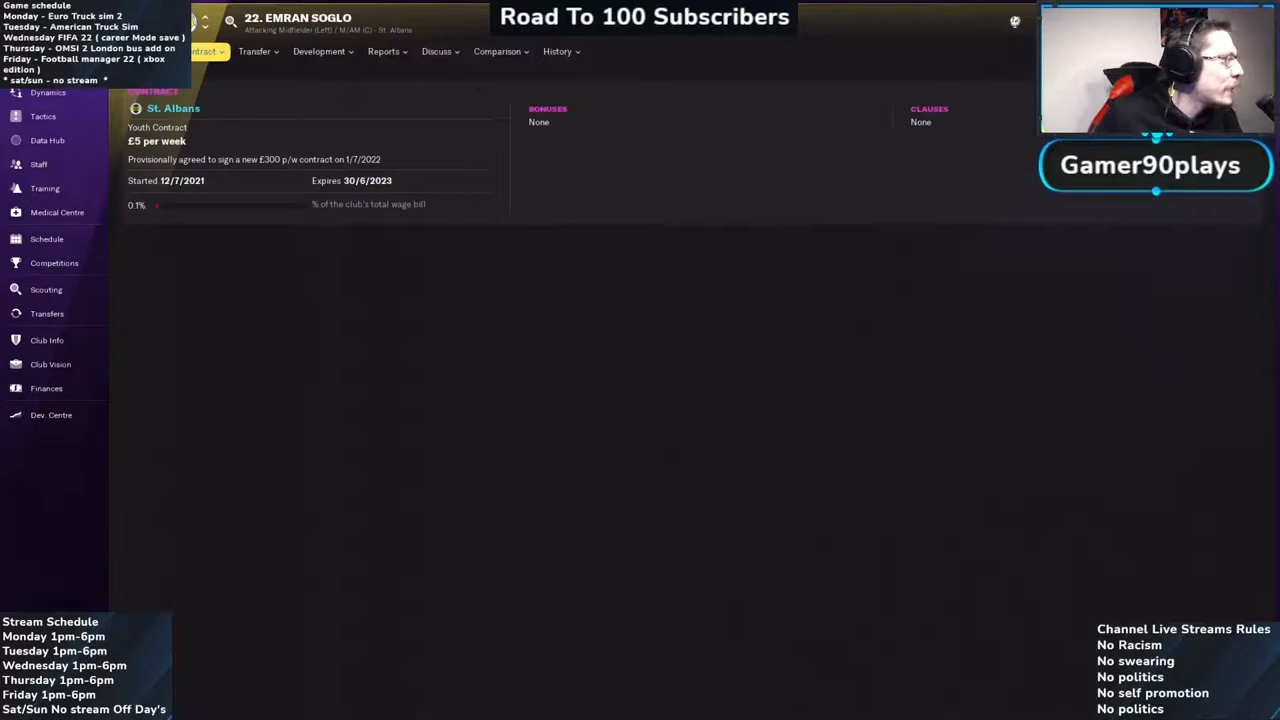 Game schedule
Monday - Euro Truck sim 2
Tuesday - American Truck Sim
Wednesday FIFA 22 ( career Mode save )
Thursday - OMSI 2 London bus add on
Friday - Football manager 22 ( xbox
edition )
* sat/sun - no stream *
22. EMRAN SOGLO
Attacking Midfielder (Left) / M/AM (C) - St. Albans
Road To 100 Subscribers
Transfer
Development
Reports
Discuss
Comparison
History
Dynamics
Tactics
Data Hub
Staff
Training
Medical Centre
Schedule
Competitions
Scouting
Transfers
Club Info
Club Vision
Finances
Dev. Centre
CONTRACT
St. Albans
Youth Contract
£5 per week
Provisionally agreed to sign a new £300 p/w contract on 1/7/2022
Started 12/7/2021 Expires 30/6/2023
0.1% % of the club's total wage bill
BONUSES
None
CLAUSES
None
Gamer90plays
Stream Schedule
Monday 1pm-6pm
Tuesday 1pm-6pm
Wednesday 1pm-6pm
Thursday 1pm-6pm
Friday 1pm-6pm
Sat/Sun No stream Off Day's
Channel Live Streams Rules
No Racism
No swearing
No politics
No self promotion
No politics